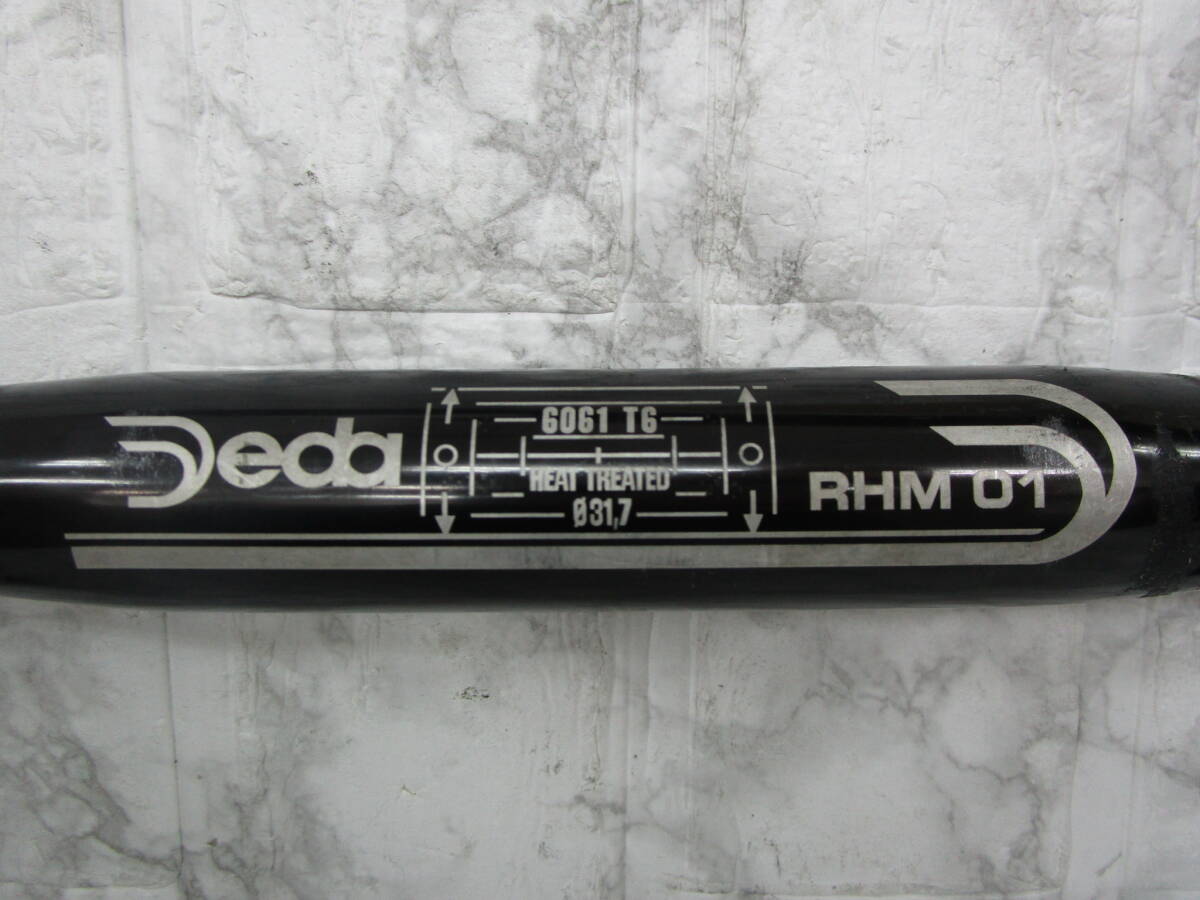 Deda
6061 T6
HEAT TREATED
Ø31,7
RHM 01